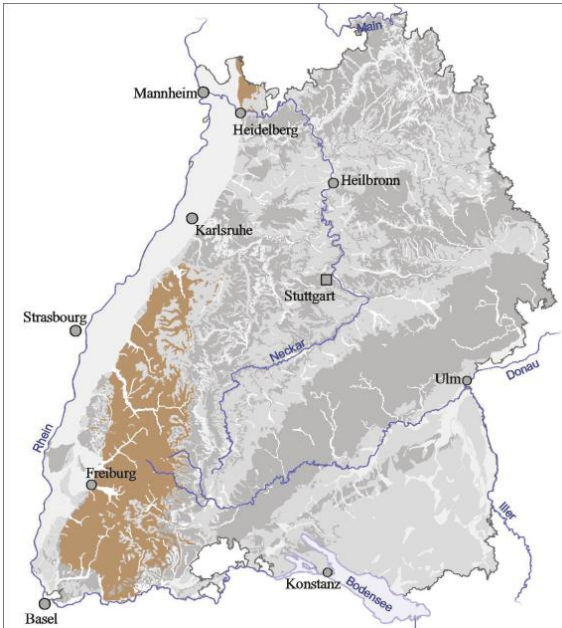 Main
Mannheim
Heidelberg
Heilbronn
Karlsruhe
Stuttgart
Strasbourg
Neckar
Ulm
Donau
Rhein
Freiburg
Iller
Konstanz
Bodensee
Basel